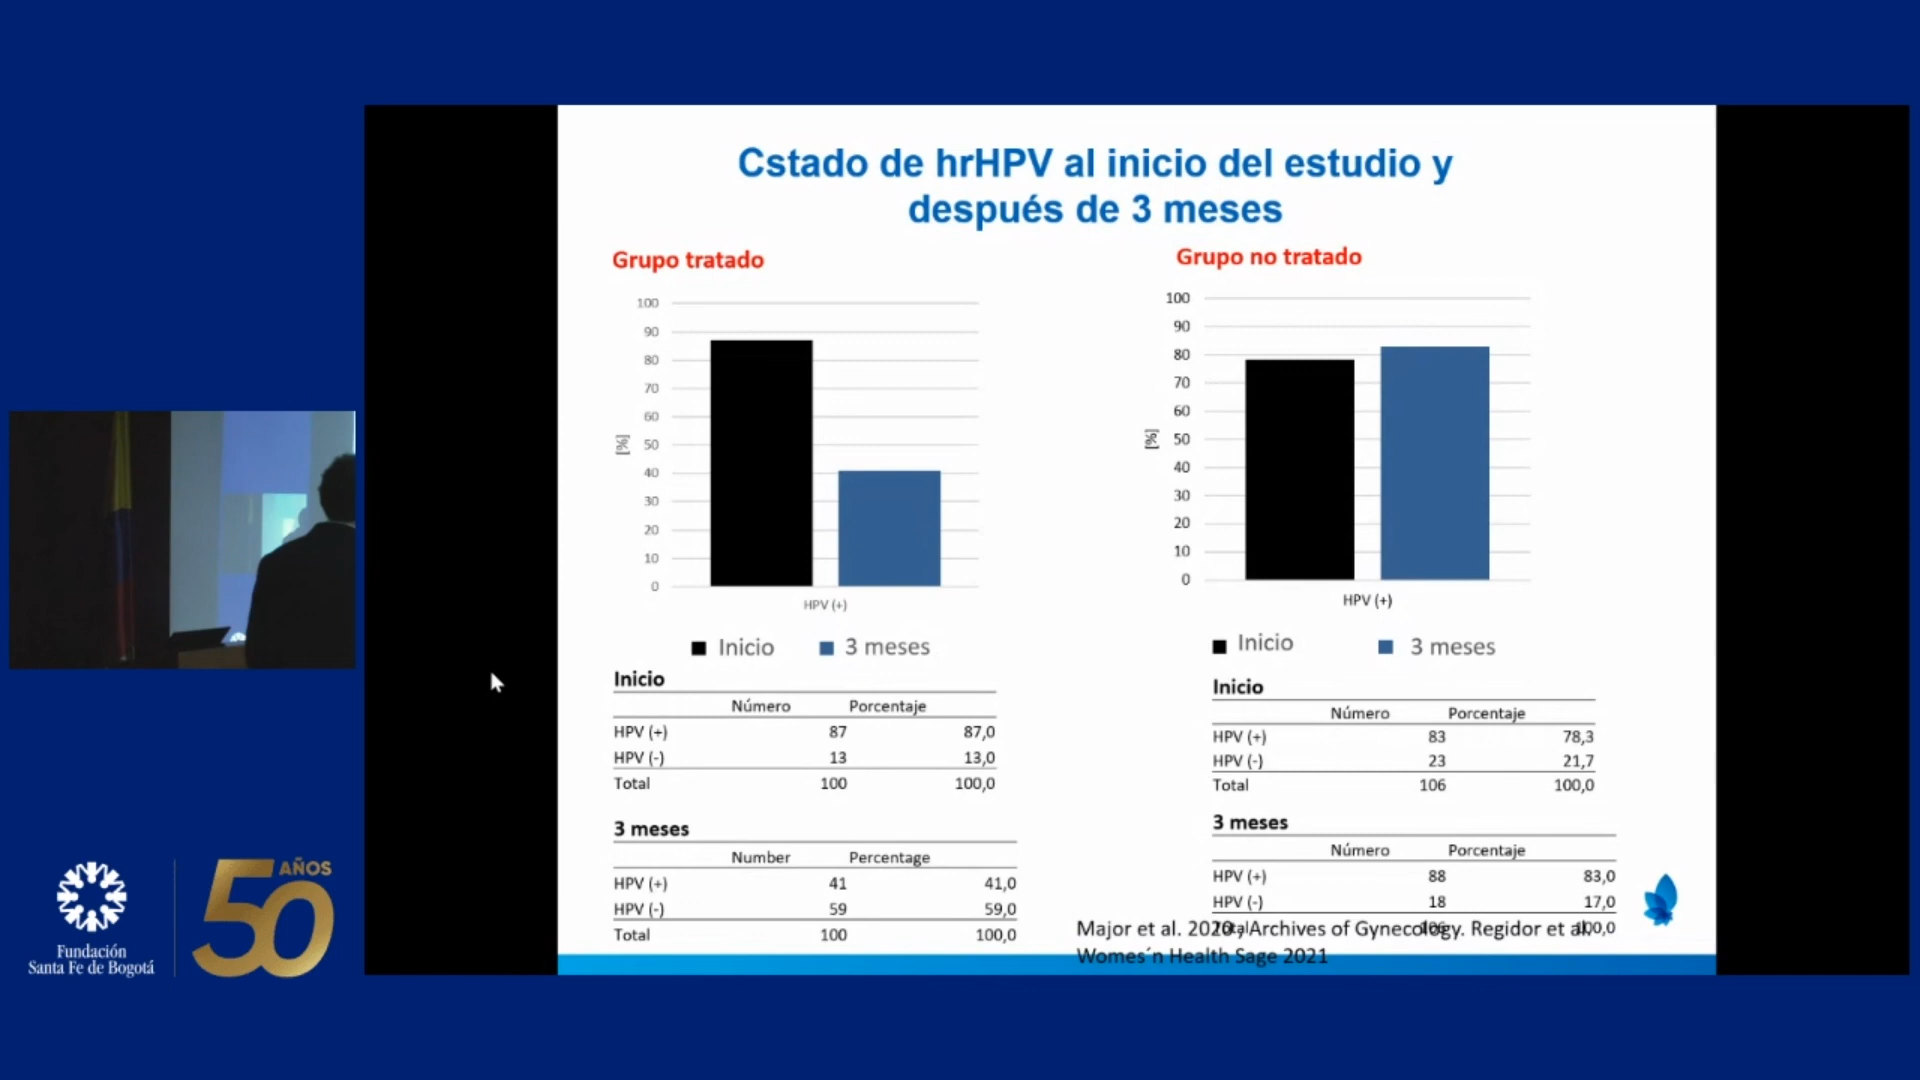 Cstado de hrHPV al inicio del estudio y
después de 3 meses
Grupo tratado
100
90
80
70
60
50
40
30
20
10
0
[%]
HPV (+)
Inicio
3 meses
Inicio
Número Porcentaje
HPV (+) 87 87,0
HPV (-) 13 13,0
Total 100 100,0
3 meses
Number Percentage
HPV (+) 41 41,0
HPV (-) 59 59,0
Total 100 100,0
Grupo no tratado
100
90
80
70
60
50
40
30
20
10
0
[%]
HPV (+)
Inicio
3 meses
Inicio
Número Porcentaje
HPV (+) 83 78,3
HPV (-) 23 21,7
Total 106 100,0
3 meses
Número Porcentaje
HPV (+) 88 83,0
HPV (-) 18 17,0
Total 106 100,0
Major et al. 2020, Archives of Gynecology. Regidor et al.
Womes´n Health Sage 2021
Fundación
Santa Fe de Bogotá
50 AÑOS